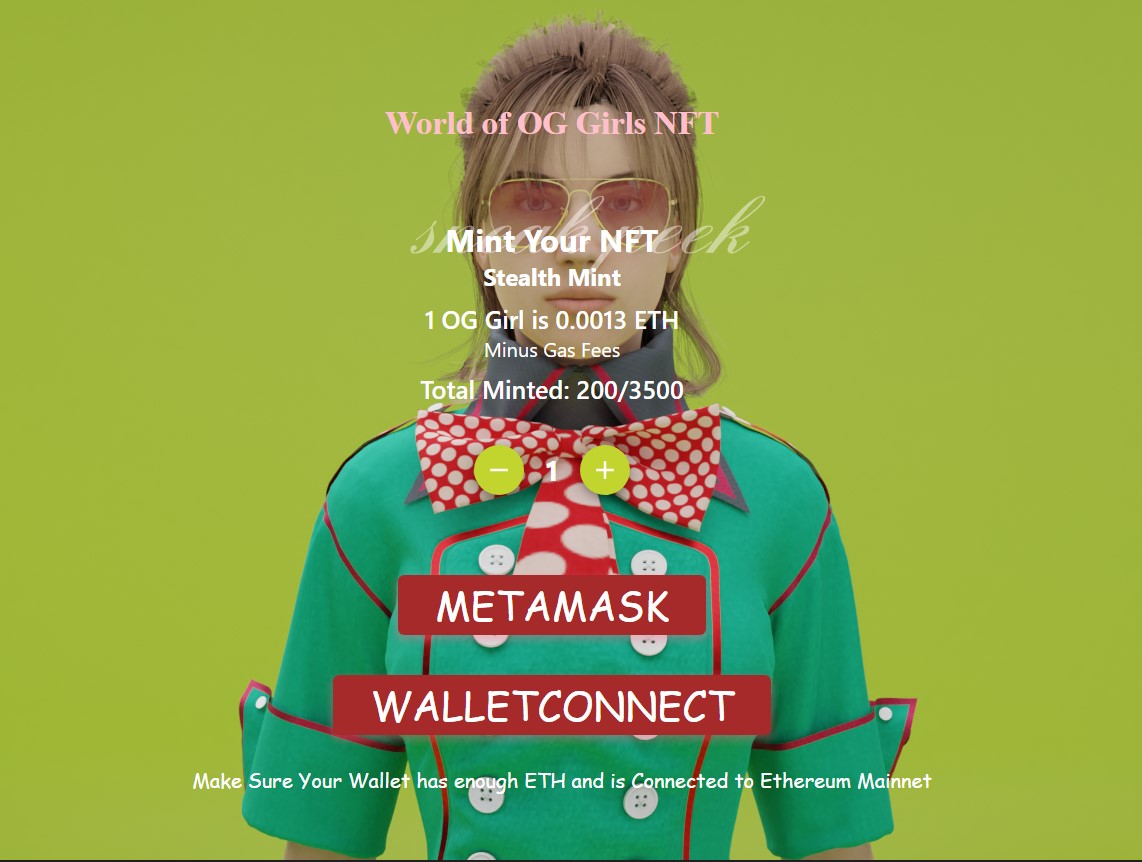 World of OG Girls NFT
sneak peek
Mint Your NFT
Stealth Mint
1 OG Girl is 0.0013 ETH
Minus Gas Fees
Total Minted: 200/3500
− 1 +
METAMASK
WALLETCONNECT
Make Sure Your Wallet has enough ETH and is Connected to Ethereum Mainnet